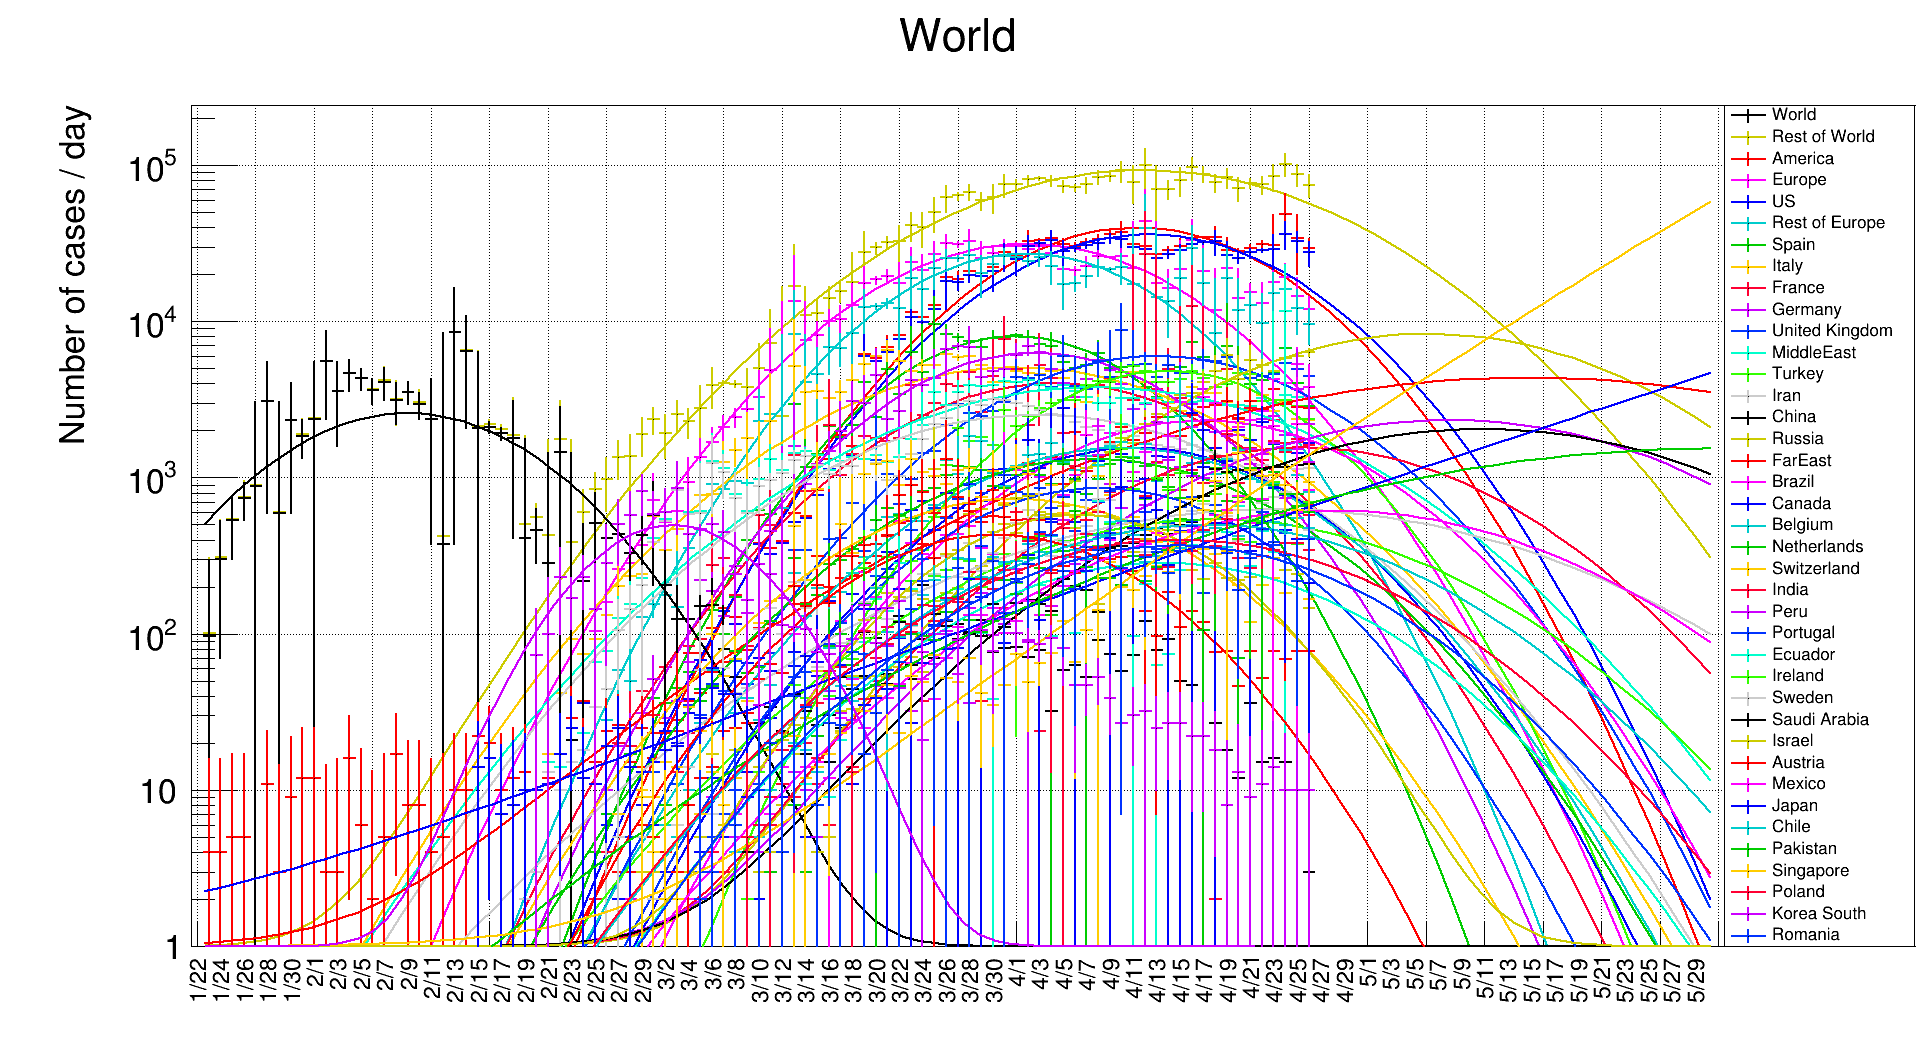 World
Number of cases / day
10^5
10^4
10^3
10^2
10
1
1/22
1/24
1/26
1/28
1/30
2/1
2/3
2/5
2/7
2/9
2/11
2/13
2/15
2/17
2/19
2/21
2/23
2/25
2/27
2/29
3/2
3/4
3/6
3/8
3/10
3/12
3/14
3/16
3/18
3/20
3/22
3/24
3/26
3/28
3/30
4/1
4/3
4/5
4/7
4/9
4/11
4/13
4/15
4/17
4/19
4/21
4/23
4/25
4/27
4/29
5/1
5/3
5/5
5/7
5/9
5/11
5/13
5/15
5/17
5/19
5/21
5/23
5/25
5/27
5/29
World
Rest of World
America
Europe
US
Rest of Europe
Spain
Italy
France
Germany
United Kingdom
MiddleEast
Turkey
Iran
China
Russia
FarEast
Brazil
Canada
Belgium
Netherlands
Switzerland
India
Peru
Portugal
Ecuador
Ireland
Sweden
Saudi Arabia
Israel
Austria
Mexico
Japan
Chile
Pakistan
Singapore
Poland
Korea South
Romania